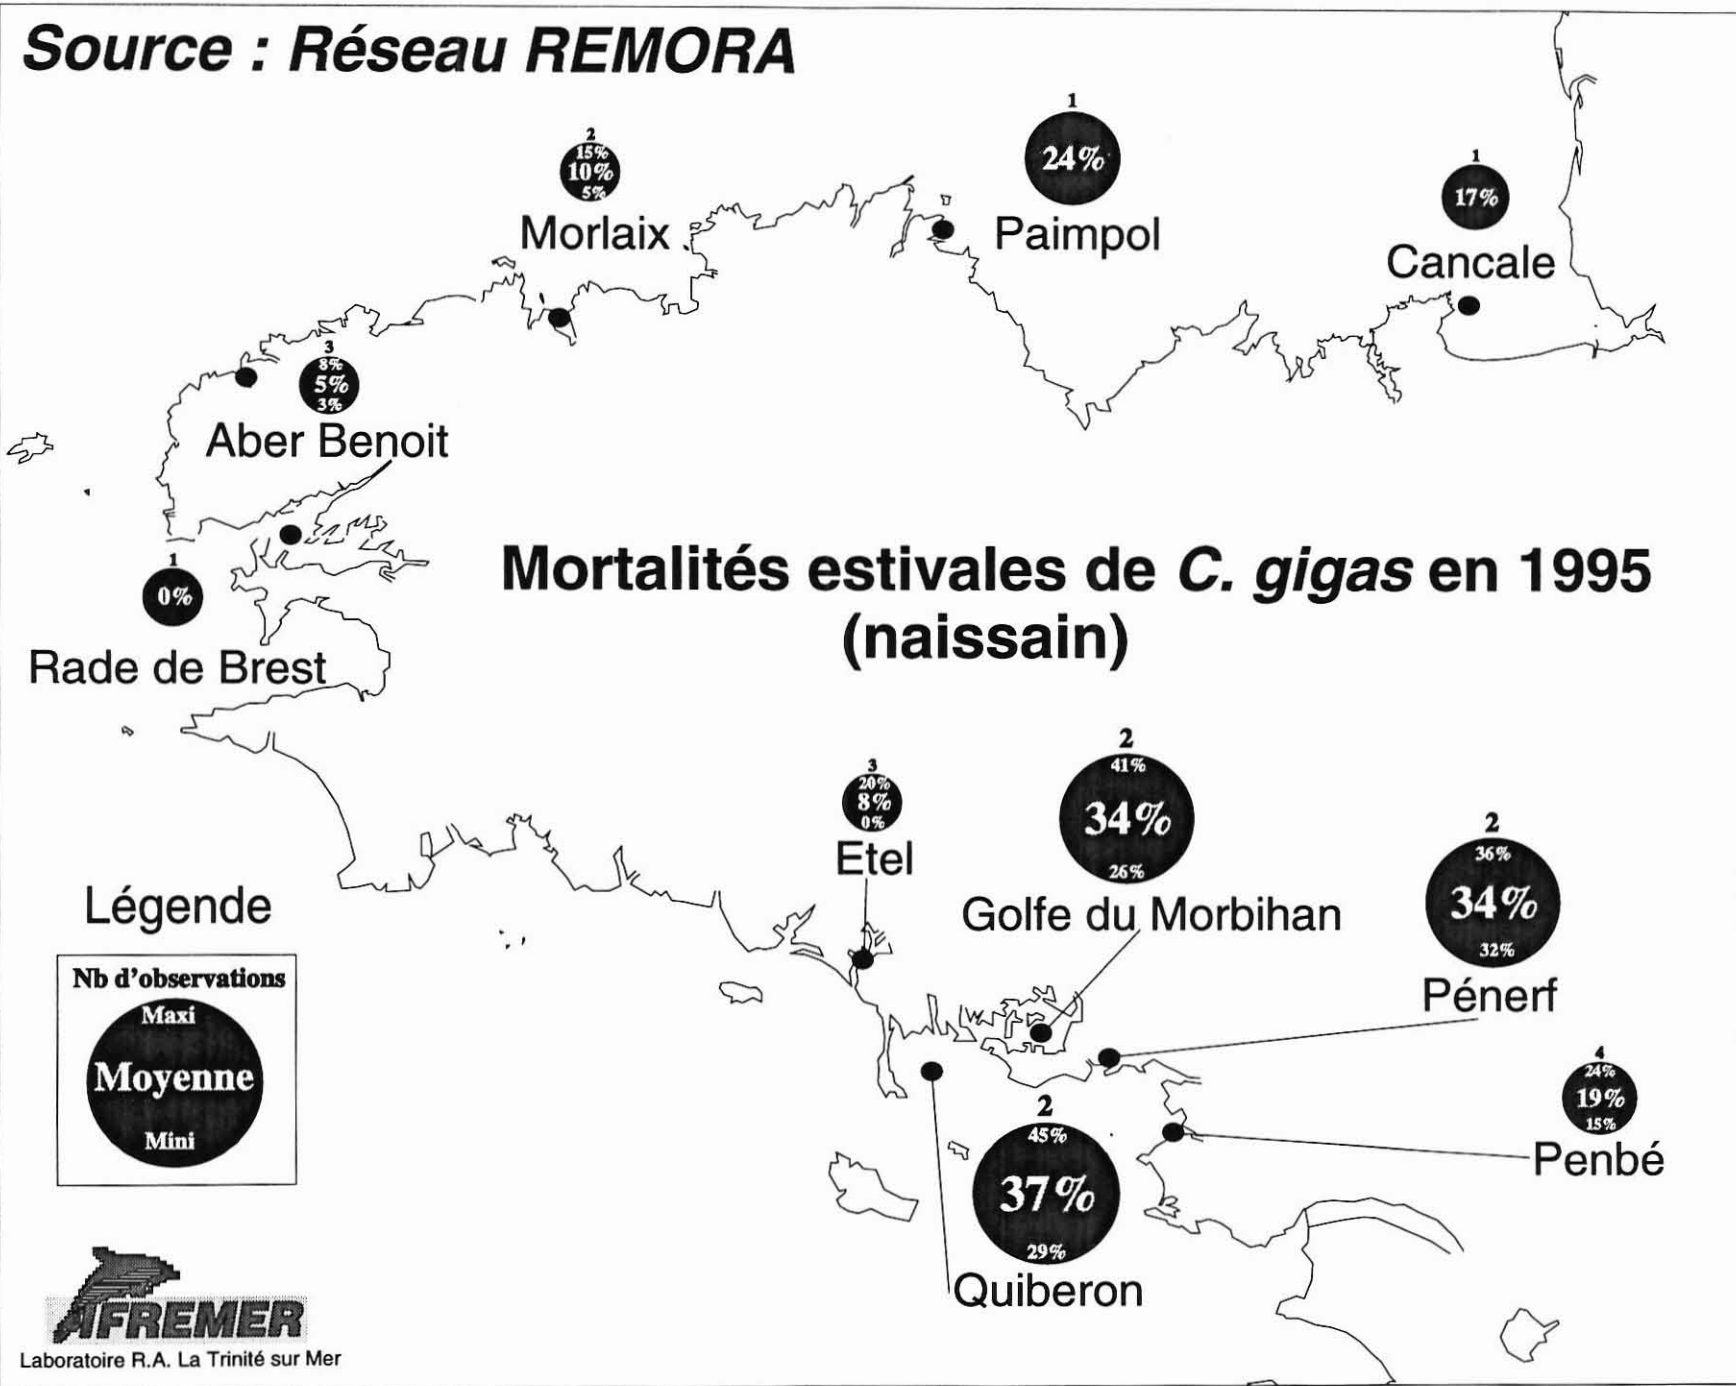 Source : Réseau REMORA
2
15%
10%
5%
Morlaix
1
24%
Paimpol
1
17%
Cancale
3
8%
5%
3%
Aber Benoit
1
0%
Rade de Brest
Mortalités estivales de C. gigas en 1995
(naissain)
3
20%
8%
0%
Etel
2
41%
34%
26%
Golfe du Morbihan
2
36%
34%
32%
Pénerf
4
24%
19%
15%
Penbé
2
45%
37%
29%
Quiberon
Légende
Nb d'observations
Maxi
Moyenne
Mini
IFREMER
Laboratoire R.A. La Trinité sur Mer